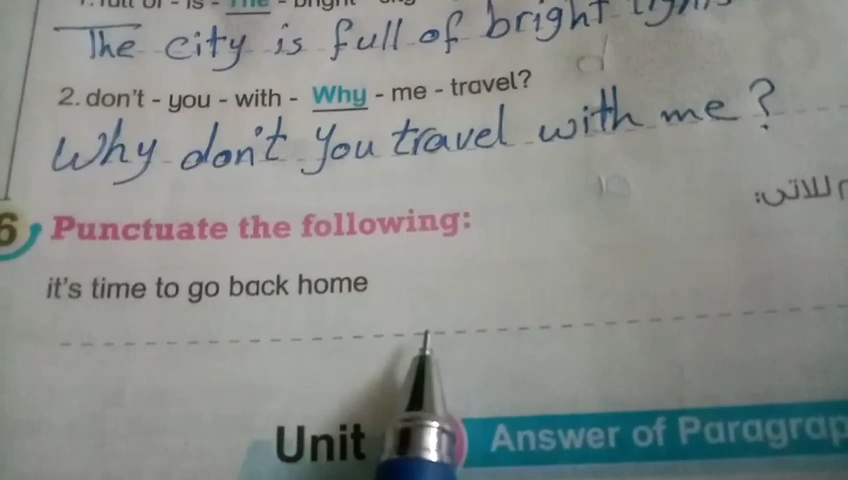 The city is full of bright
2. don't - you - with - Why - me - travel?
Why don't you travel with me?
6 Punctuate the following:
it's time to go back home
Unit Answer of